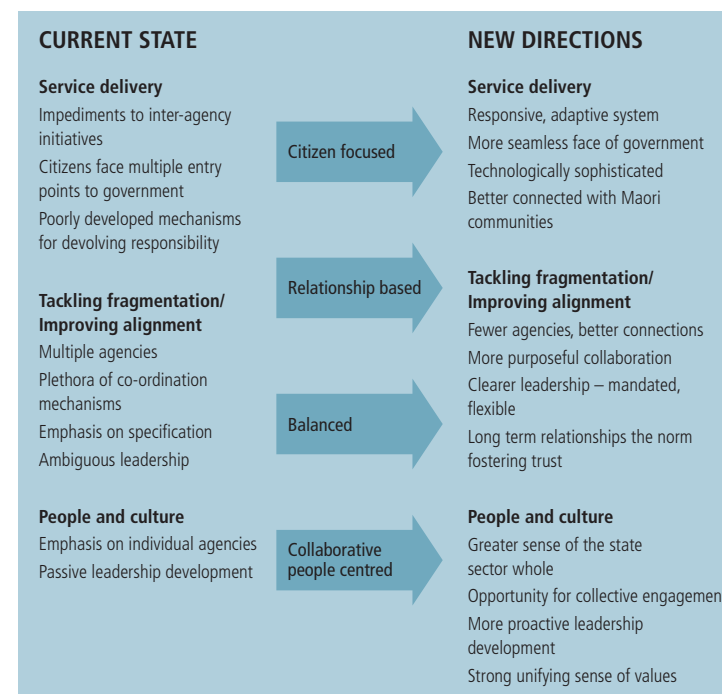 CURRENT STATE
Service delivery
Impediments to inter-agency
initiatives
Citizens face multiple entry
points to government
Poorly developed mechanisms
for devolving responsibility
Tackling fragmentation/
Improving alignment
Multiple agencies
Plethora of co-ordination
mechanisms
Emphasis on specification
Ambiguous leadership
People and culture
Emphasis on individual agencies
Passive leadership development
Citizen focused
Relationship based
Balanced
Collaborative
people centred
NEW DIRECTIONS
Service delivery
Responsive, adaptive system
More seamless face of government
Technologically sophisticated
Better connected with Maori
communities
Tackling fragmentation/
Improving alignment
Fewer agencies, better connections
More purposeful collaboration
Clearer leadership – mandated,
flexible
Long term relationships the norm
fostering trust
People and culture
Greater sense of the state
sector whole
Opportunity for collective engagemen
More proactive leadership
development
Strong unifying sense of values